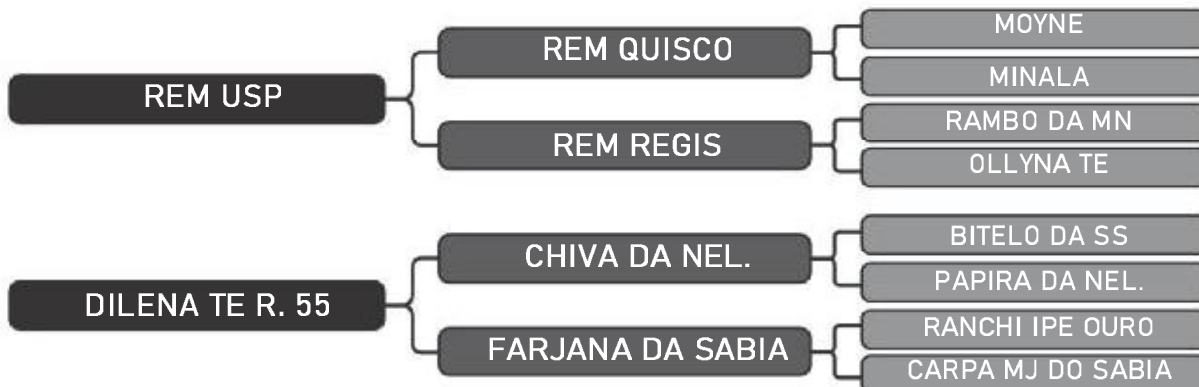 MOYNE
REM QUISCO
MINALA
REM USP
RAMBO DA MN
REM REGIS
OLLYNA TE
BITELO DA SS
CHIVA DA NEL.
PAPIRA DA NEL.
DILENA TE R. 55
RANCHI IPE OURO
FARJANA DA SABIA
CARPA MJ DO SABIA